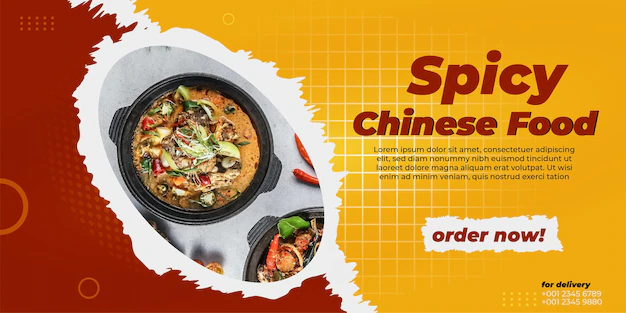 Spicy
Chinese Food
Lorem ipsum dolor sit amet, consectetuer adipiscing
elit, sed diam nonummy nibh euismod tincidunt ut
laoreet dolore magna aliquam erat volutpat. Ut wisi
enim ad minim veniam, quis nostrud exerci tation
order now!
for delivery
+001 2345 6789
+001 2345 9880